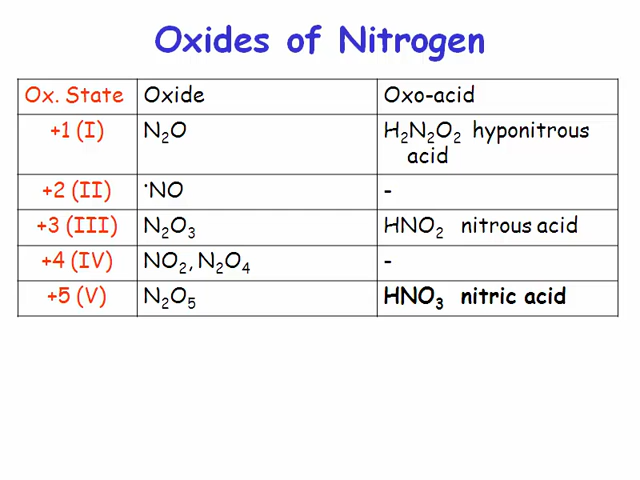 Oxides of Nitrogen
Ox. State Oxide Oxo-acid
+1 (I) N₂O H₂N₂O₂ hyponitrous
acid
+2 (II) ·NO -
+3 (III) N₂O₃ HNO₂ nitrous acid
+4 (IV) NO₂, N₂O₄ -
+5 (V) N₂O₅ HNO₃ nitric acid